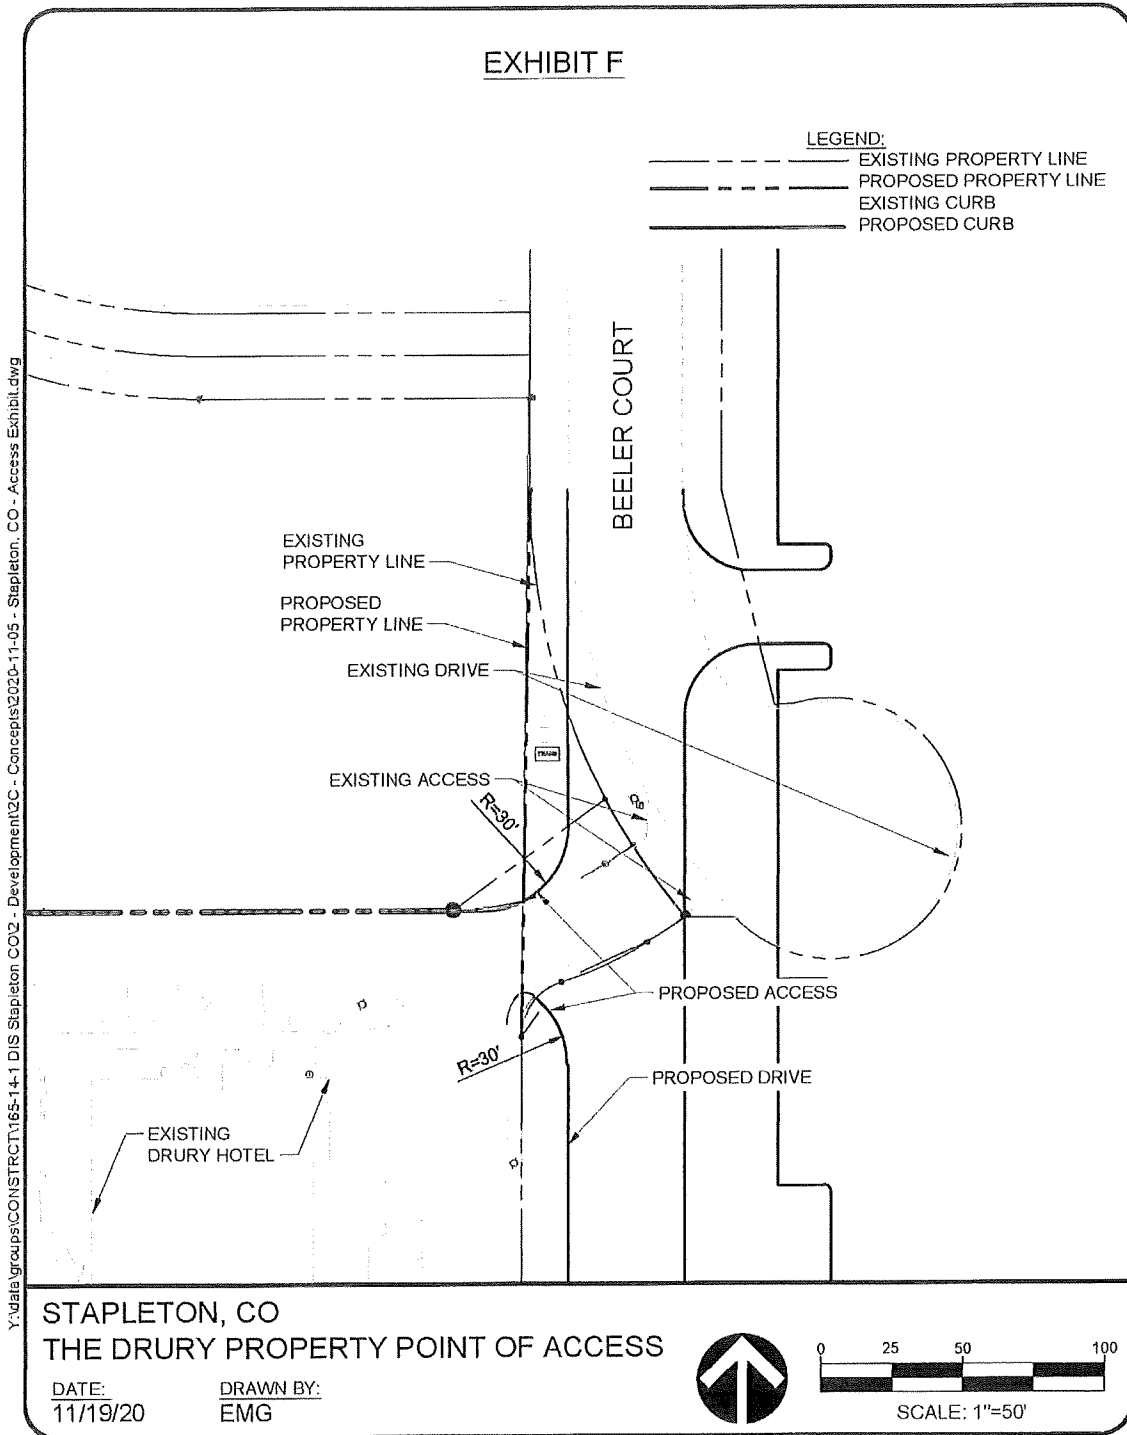 EXHIBIT F
LEGEND:
EXISTING PROPERTY LINE
PROPOSED PROPERTY LINE
EXISTING CURB
PROPOSED CURB
BEELER COURT
EXISTING
PROPERTY LINE
PROPOSED
PROPERTY LINE
EXISTING DRIVE
EXISTING ACCESS
R=30'
PROPOSED ACCESS
R=30'
PROPOSED DRIVE
EXISTING
DRURY HOTEL
Y:\data\groups\CONSTRCT\165-14-1 DIS Stapleton CO\2 - Development\2C - Concepts\2020-11-05 - Stapleton, CO - Access Exhibit.dwg
STAPLETON, CO
THE DRURY PROPERTY POINT OF ACCESS
DATE:
11/19/20
DRAWN BY:
EMG
0 25 50 100
SCALE: 1"=50'